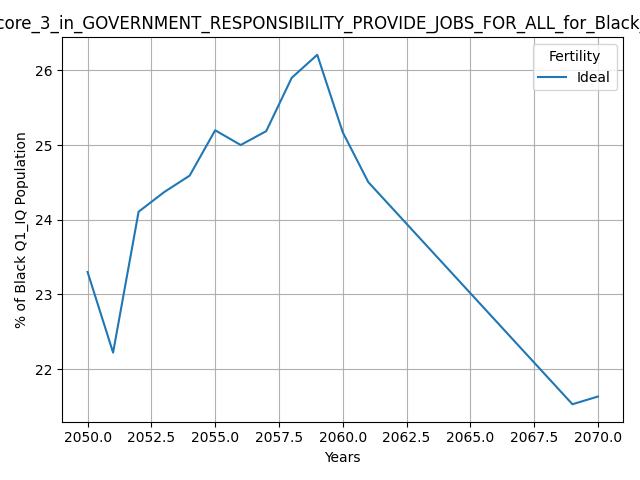 core_3_in_GOVERNMENT_RESPONSIBILITY_PROVIDE_JOBS_FOR_ALL_for_Black_
Fertility
Ideal
26
25
24
23
22
% of Black Q1_IQ Population
2050.0 2052.5 2055.0 2057.5 2060.0 2062.5 2065.0 2067.5 2070.0
Years